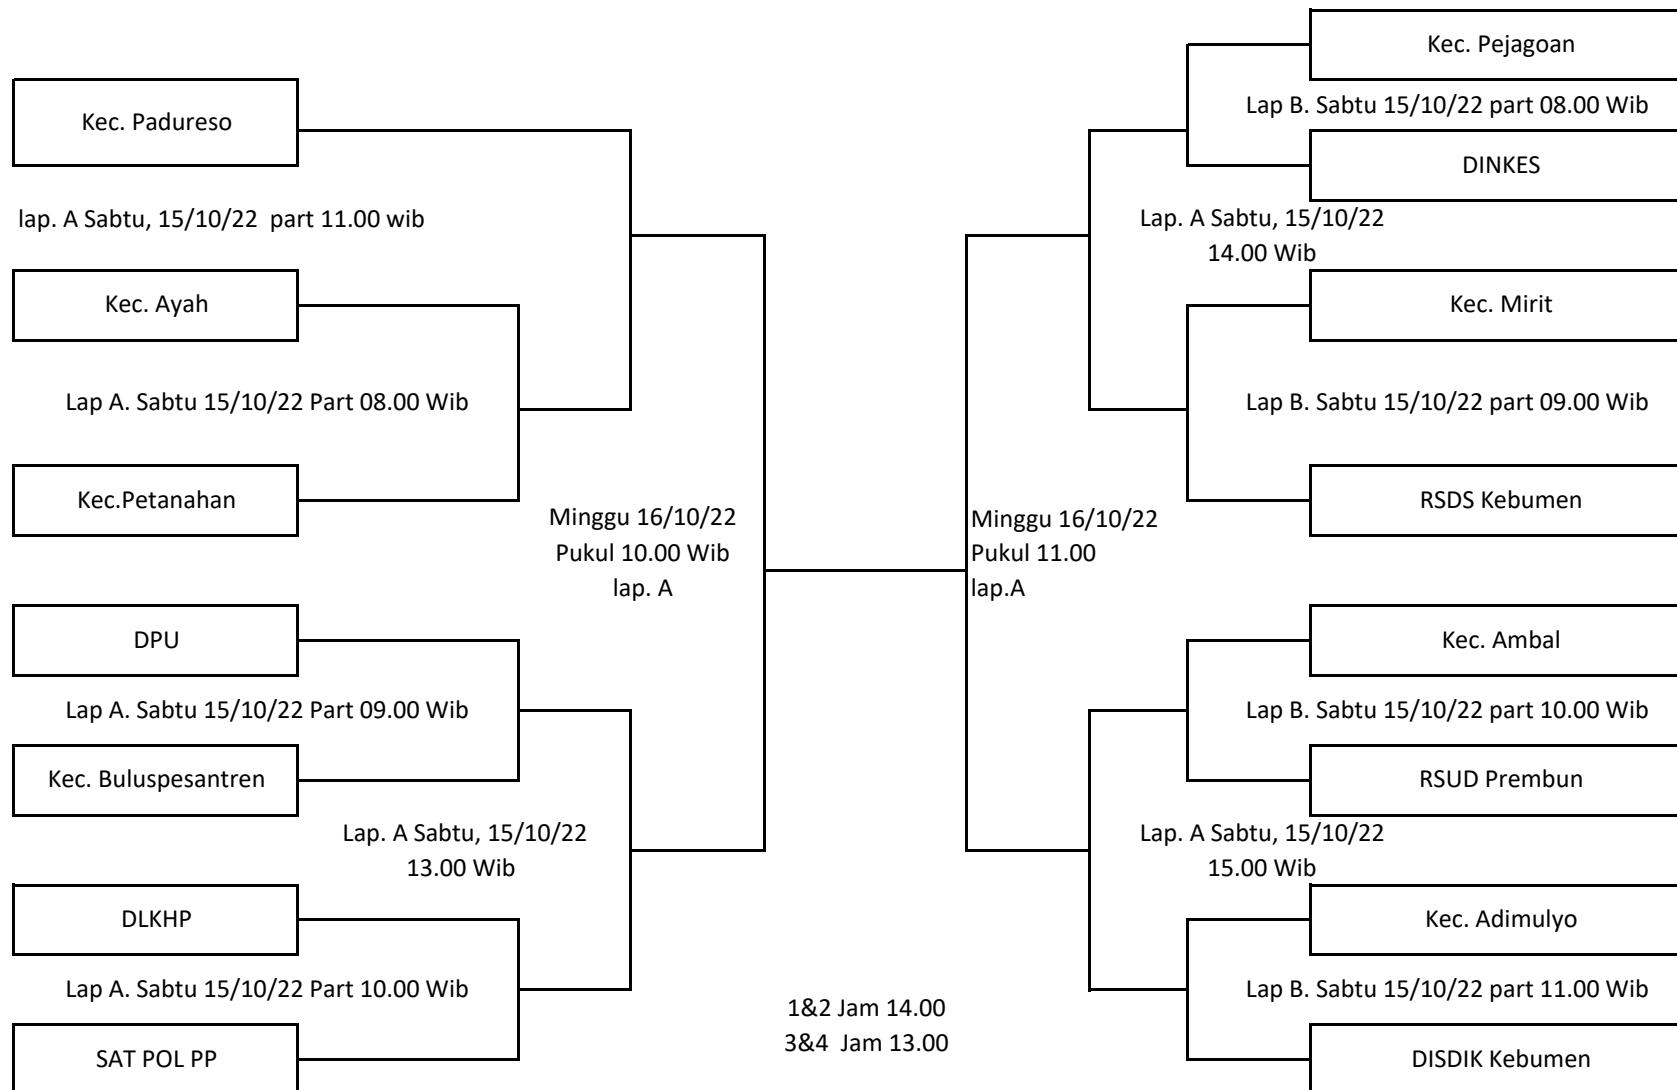 Kec. Padureso
lap. A Sabtu, 15/10/22  part 11.00 wib
Kec. Ayah
Lap A. Sabtu 15/10/22 Part 08.00 Wib
Kec.Petanahan
DPU
Lap A. Sabtu 15/10/22 Part 09.00 Wib
Kec. Buluspesantren
Lap. A Sabtu, 15/10/22
13.00 Wib
DLKHP
Lap A. Sabtu 15/10/22 Part 10.00 Wib
SAT POL PP
Minggu 16/10/22
Pukul 10.00 Wib
lap. A
Minggu 16/10/22
Pukul 11.00
lap.A
1&2 Jam 14.00
3&4  Jam 13.00
Kec. Pejagoan
Lap B. Sabtu 15/10/22 part 08.00 Wib
DINKES
Lap. A Sabtu, 15/10/22
14.00 Wib
Kec. Mirit
Lap B. Sabtu 15/10/22 part 09.00 Wib
RSDS Kebumen
Kec. Ambal
Lap B. Sabtu 15/10/22 part 10.00 Wib
RSUD Prembun
Lap. A Sabtu, 15/10/22
15.00 Wib
Kec. Adimulyo
Lap B. Sabtu 15/10/22 part 11.00 Wib
DISDIK Kebumen